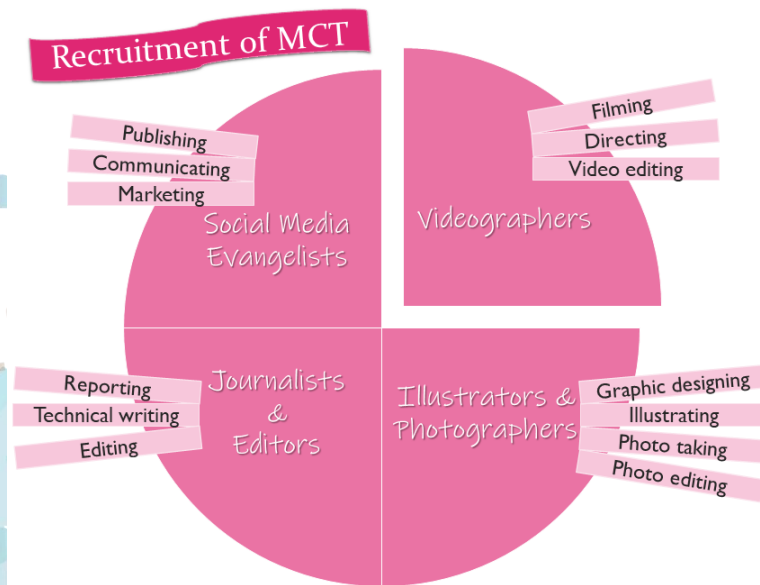 Recruitment of MCT
Publishing
Communicating
Marketing
Social Media
Evangelists
Filming
Directing
Video editing
Videographers
Reporting
Technical writing
Editing
Journalists
&
Editors
Illustrators &
Photographers
Graphic designing
Illustrating
Photo taking
Photo editing